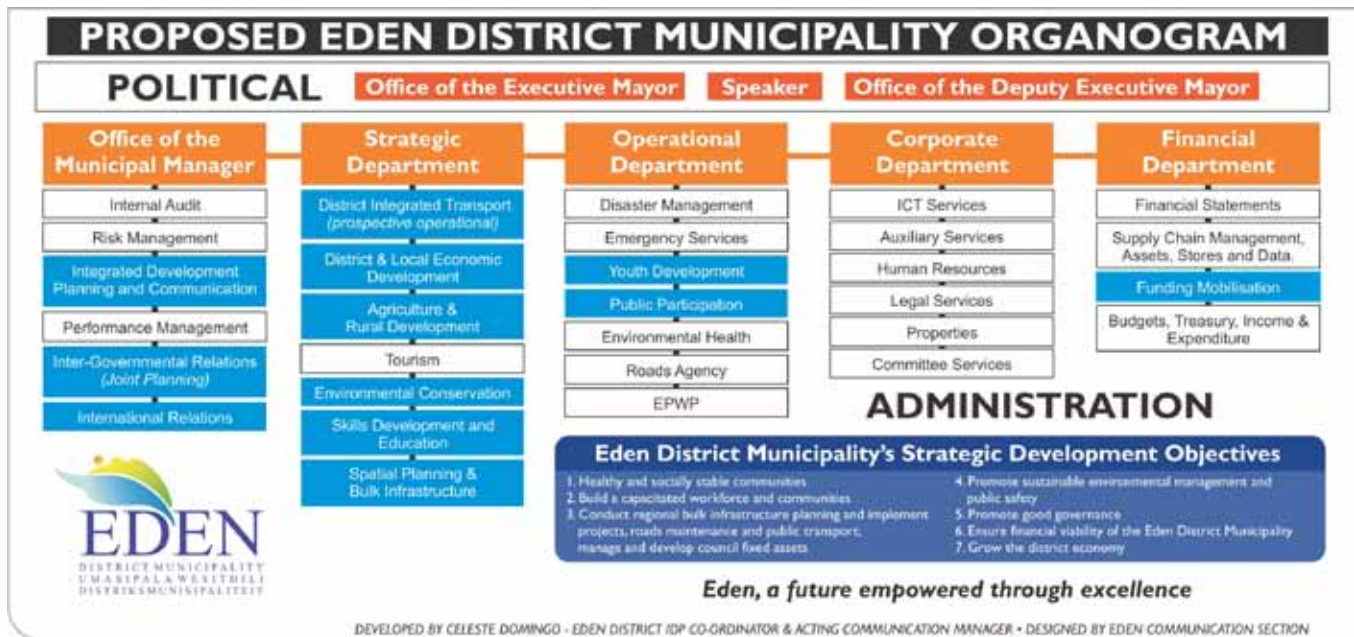 PROPOSED EDEN DISTRICT MUNICIPALITY ORGANOGRAM
POLITICAL
Office of the Executive Mayor
Speaker
Office of the Deputy Executive Mayor
Office of the
Municipal Manager
Internal Audit
Risk Management
Integrated Development
Planning and Communication
Performance Management
Inter-Governmental Relations
(Joint Planning)
International Relations
Strategic
Department
District Integrated Transport
(prospective operational)
District & Local Economic
Development
Agriculture &
Rural Development
Tourism
Environmental Conservation
Skills Development and
Education
Spatial Planning &
Bulk Infrastructure
Operational
Department
Disaster Management
Emergency Services
Youth Development
Public Participation
Environmental Health
Roads Agency
EPWP
Corporate
Department
ICT Services
Auxiliary Services
Human Resources
Legal Services
Properties
Committee Services
Financial
Department
Financial Statements
Supply Chain Management,
Assets, Stores and Data.
Funding Mobilisation
Budgets, Treasury, Income &
Expenditure
ADMINISTRATION
Eden District Municipality's Strategic Development Objectives
1. Healthy and socially stable communities
2. Build a capacitated workforce and communities
3. Conduct regional bulk infrastructure planning and implement
projects, roads maintenance and public transport,
manage and develop council fixed assets
4. Promote sustainable environmental management and
public safety
5. Promote good governance
6. Ensure financial viability of the Eden District Municipality
7. Grow the district economy
EDEN
DISTRICT MUNICIPALITY
UMASIPALA WESITHILI
DISTRIKSMUNISIPALITEIT
Eden, a future empowered through excellence
DEVELOPED BY CELESTE DOMINGO - EDEN DISTRICT IDP CO-ORDINATOR & ACTING COMMUNICATION MANAGER • DESIGNED BY EDEN COMMUNICATION SECTION